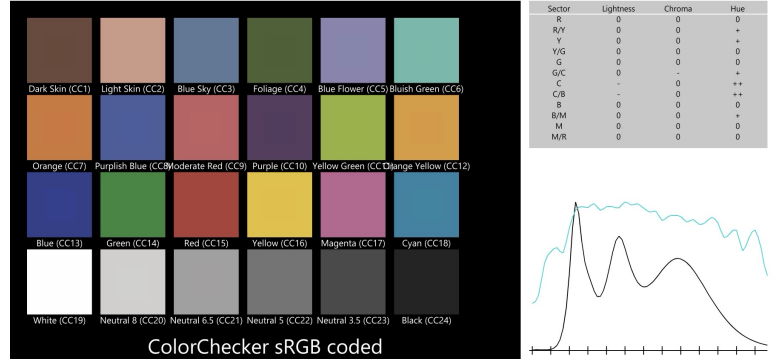 Dark Skin (CC1) Light Skin (CC2) Blue Sky (CC3) Foliage (CC4) Blue Flower (CC5) Bluish Green (CC6)
Orange (CC7) Purplish Blue (CC8) Moderate Red (CC9) Purple (CC10) Yellow Green (CC11) Orange Yellow (CC12)
Blue (CC13) Green (CC14) Red (CC15) Yellow (CC16) Magenta (CC17) Cyan (CC18)
White (CC19) Neutral 8 (CC20) Neutral 6.5 (CC21) Neutral 5 (CC22) Neutral 3.5 (CC23) Black (CC24)
ColorChecker sRGB coded
Sector Lightness Chroma Hue
R 0 0 0
R/Y 0 0 +
Y 0 0 +
Y/G 0 0 0
G 0 0 0
G/C 0 - +
C - 0 ++
C/B - 0 ++
B 0 0 0
B/M 0 0 +
M 0 0 0
M/R 0 0 0